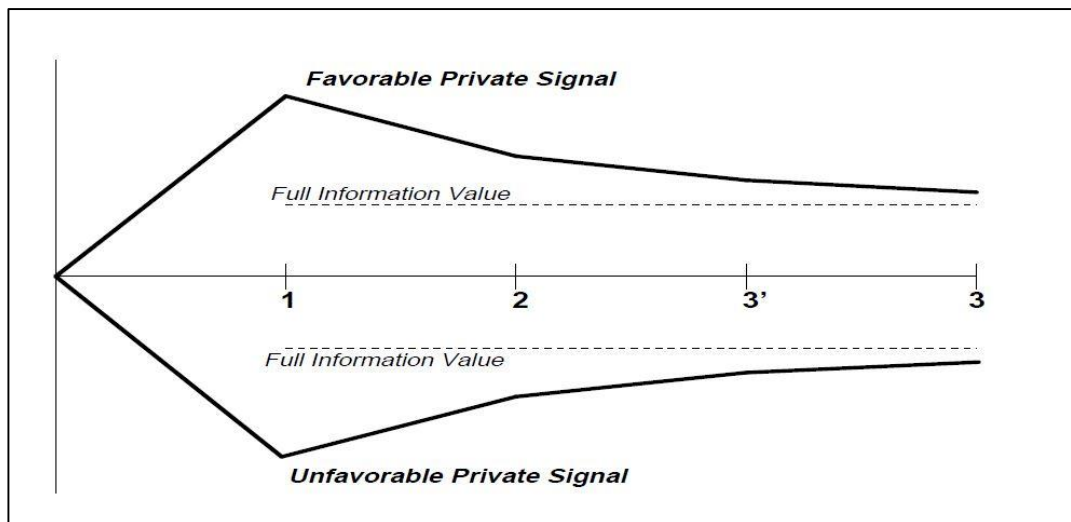 Favorable Private Signal
Full Information Value
1 2 3’ 3
Full Information Value
Unfavorable Private Signal